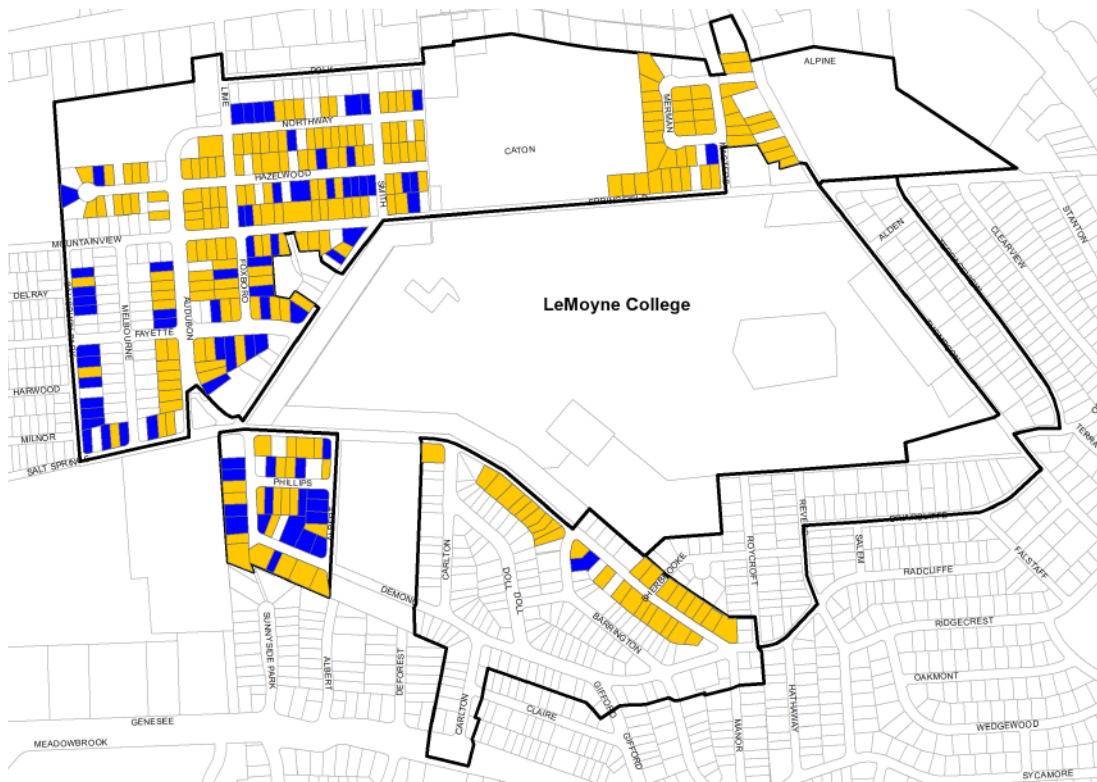 ALPINE
LIME
NORTHWAY
MERMAN
CATON
HAZELWOOD
SMITH
STANTON
CLEARVIEW
ALDEN
MOUNTAINVIEW
FOXBORO
DELRAY
LeMoyne College
MELBOURNE
AUDUBON
FAYETTE
HARWOOD
MILNOR
SALT SPRINGS
PHILLIPS
REVERE
BRIARCLIFFE
SALEM
ROYCROFT
FALSTAFF
CARLTON
SHERBROOKE
RADCLIFFE
DOLL
DOLL
DEMONG
BARRINGTON
RIDGECREST
SUNNYSIDE PARK
ALBERT
DEFOREST
OAKMONT
GIFFORD
HATHAWAY
CARLTON
CLAIRE
GENESEE
MANOR
WEDGEWOOD
GIFFORD
MEADOWBROOK
SYCAMORE